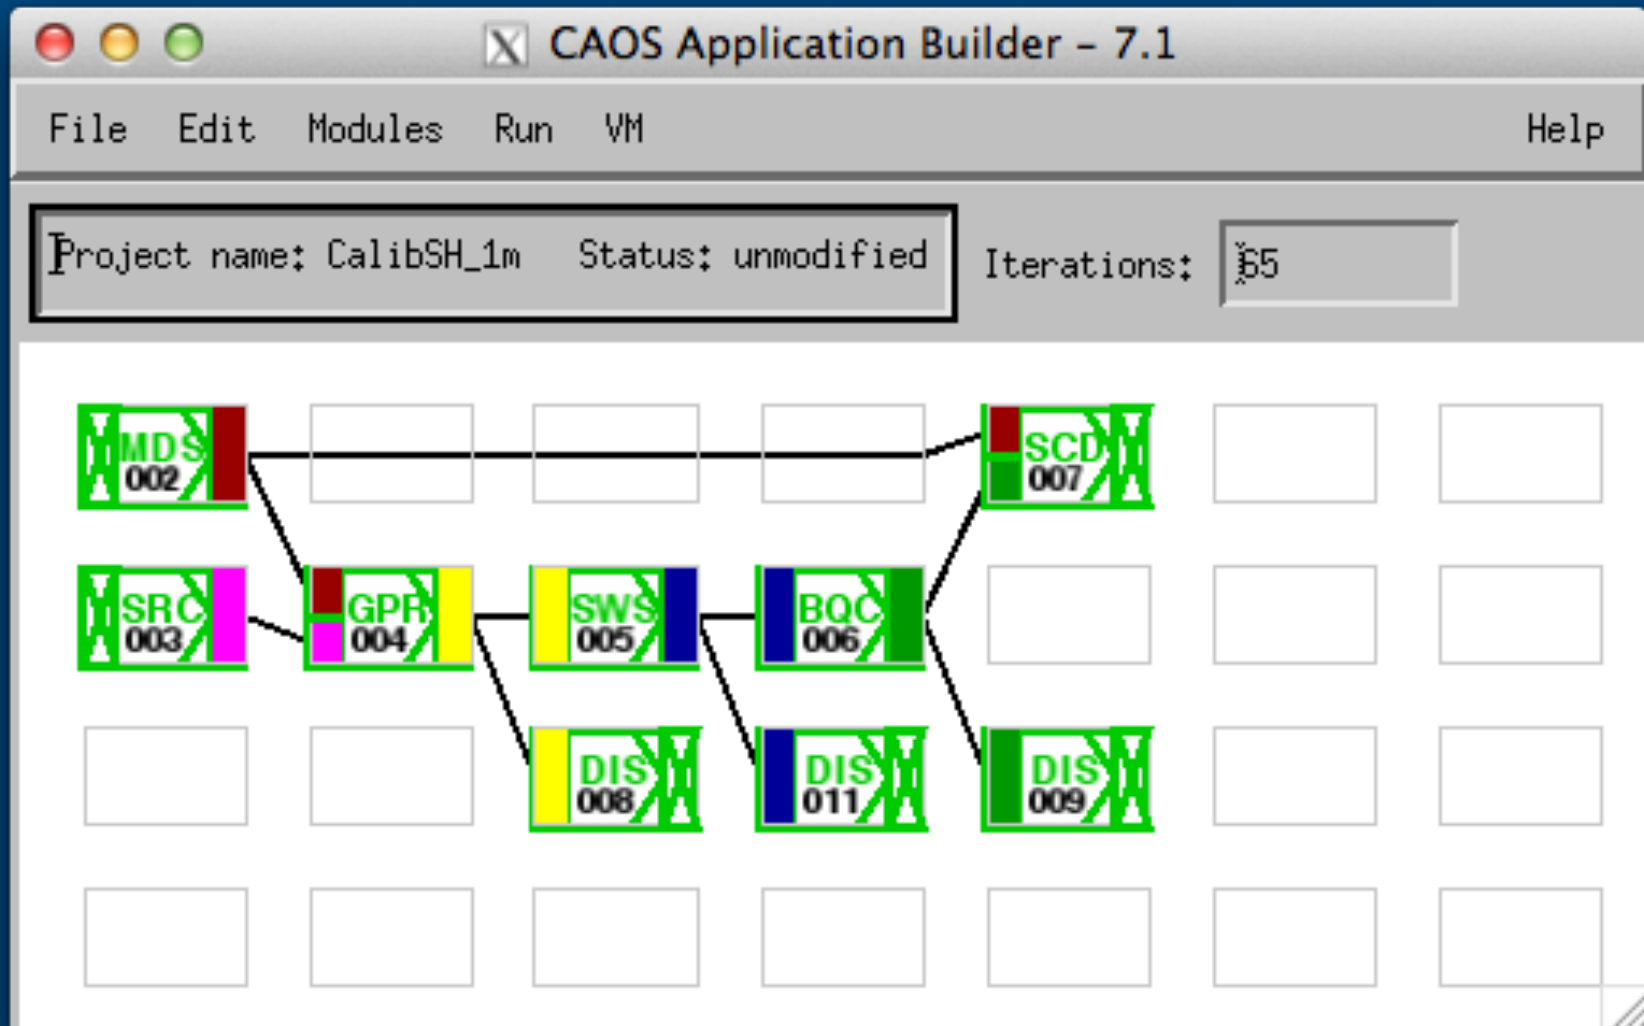 X CAOS Application Builder - 7.1
File Edit Modules Run VM Help
Project name: CalibSH_1m Status: unmodified Iterations: 65
MDS SCD
002 007
SRC GPR SWS BQC
003 004 005 006
DIS DIS DIS
008 011 009